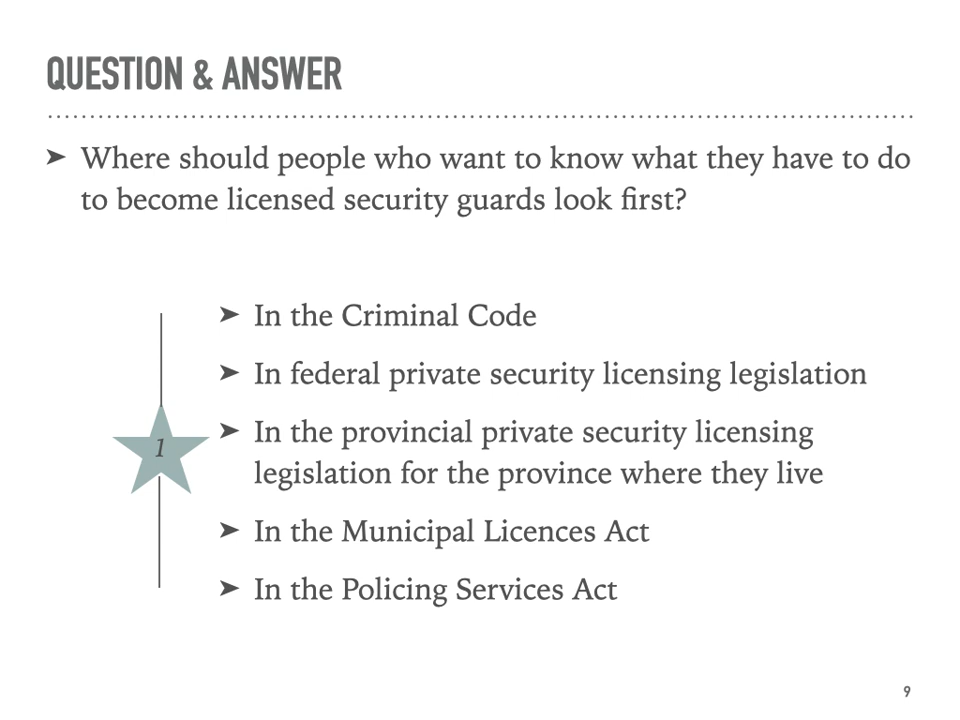 QUESTION & ANSWER
➤ Where should people who want to know what they have to do
to become licensed security guards look first?
➤ In the Criminal Code
➤ In federal private security licensing legislation
1
➤ In the provincial private security licensing
legislation for the province where they live
➤ In the Municipal Licences Act
➤ In the Policing Services Act
9